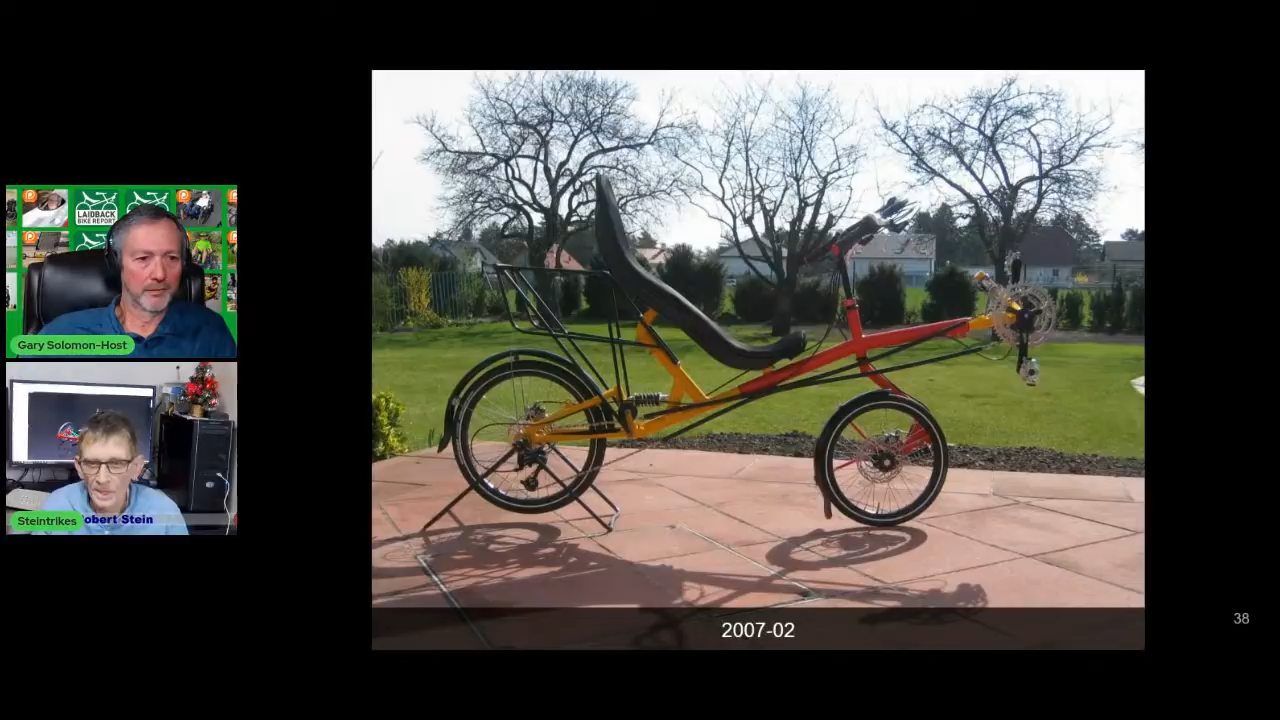 LAIDBACK
BIKE REPORT
Gary Solomon-Host
Steintrikes
obert Stein
2007-02
38